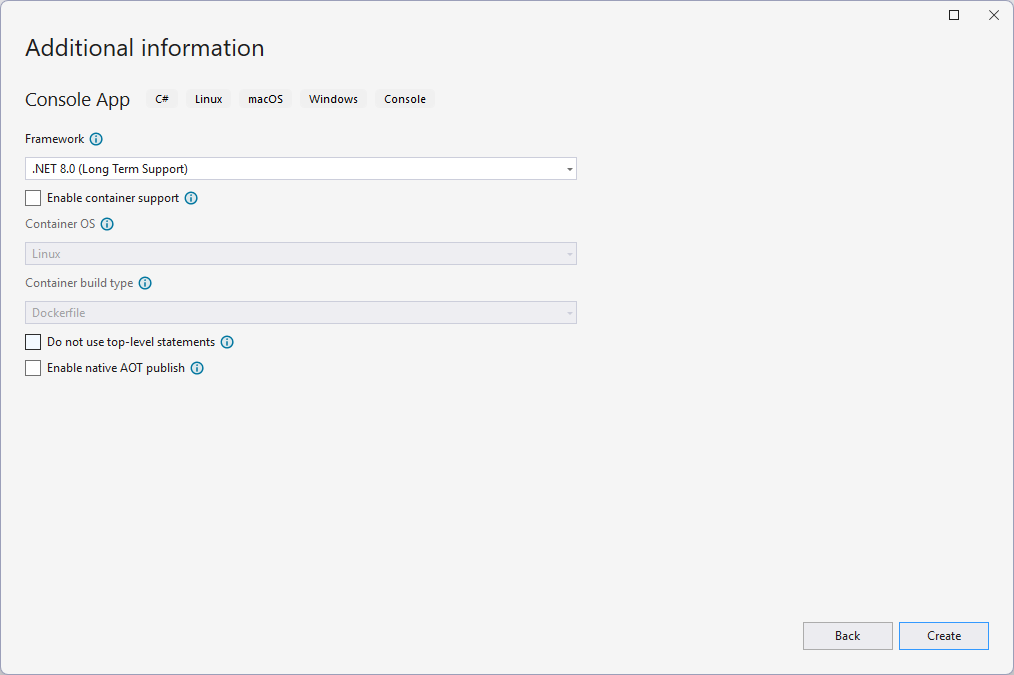 Additional information
Console App C# Linux macOS Windows Console
Framework
.NET 8.0 (Long Term Support)
Enable container support
Container OS
Linux
Container build type
Dockerfile
Do not use top-level statements
Enable native AOT publish
Back Create